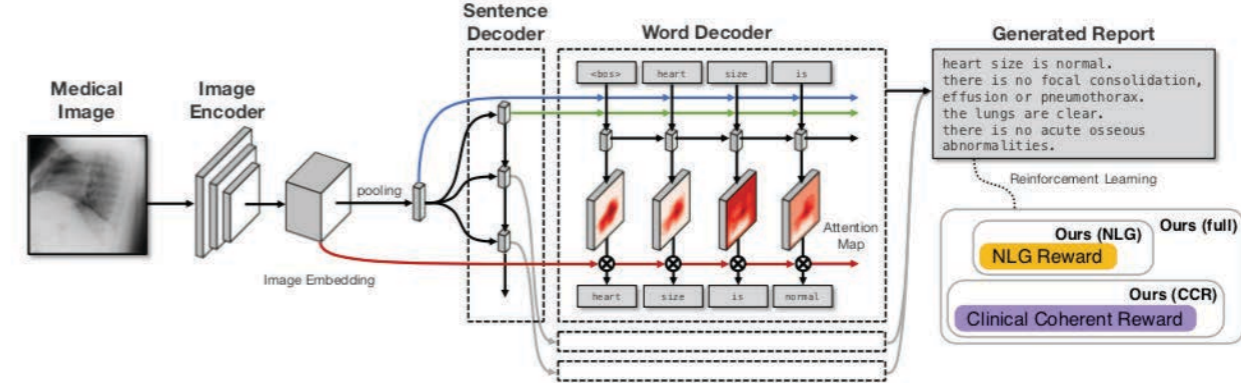 Sentence
Decoder
Word Decoder
Generated Report
Medical
Image
Image
Encoder
<bos>
heart
size
is
heart size is normal.
there is no focal consolidation,
effusion or pneumothorax.
the lungs are clear.
there is no acute osseous
abnormalities.
pooling
Reinforcement Learning
Attention
Map
Image Embedding
heart
size
is
normal
Ours (NLG)
Ours (full)
NLG Reward
Ours (CCR)
Clinical Coherent Reward